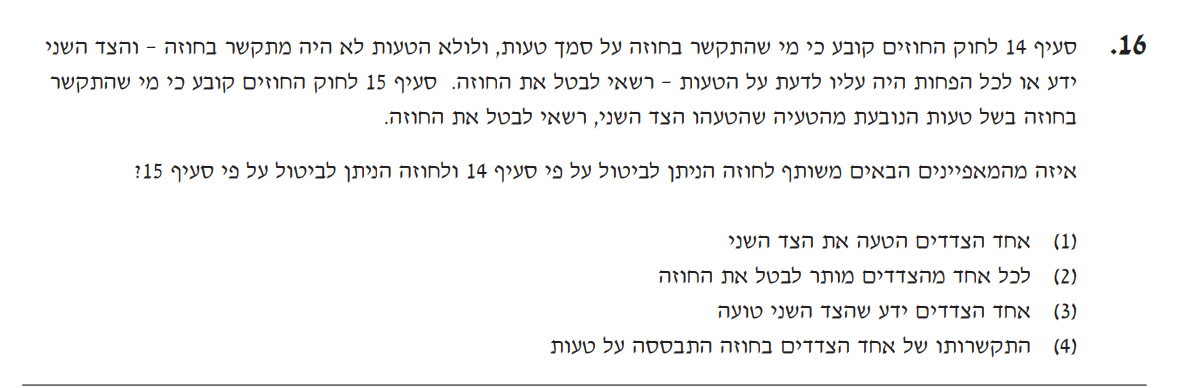 16. סעיף 14 לחוק החוזים קובע כי מי שהתקשר בחוזה על סמך טעות, ולולא הטעות לא היה מתקשר בחוזה – והצד השני
ידע או לכל הפחות היה עליו לדעת על הטעות – רשאי לבטל את החוזה. סעיף 15 לחוק החוזים קובע כי מי שהתקשר
בחוזה בשל טעות הנובעת מהטעיה שהטעהו הצד השני, רשאי לבטל את החוזה.
איזה מהמאפיינים הבאים משותף לחוזה הניתן לביטול על פי סעיף 14 ולחוזה הניתן לביטול על פי סעיף 15?
(1) אחד הצדדים הטעה את הצד השני
(2) לכל אחד מהצדדים מותר לבטל את החוזה
(3) אחד הצדדים ידע שהצד השני טועה
(4) התקשרותו של אחד הצדדים בחוזה התבססה על טעות